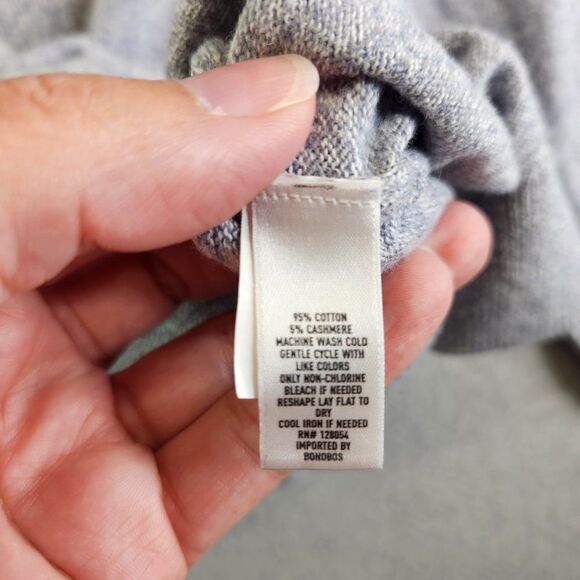 95% COTTON
5% CASHMERE
MACHINE WASH COLD
GENTLE CYCLE WITH
LIKE COLORS
ONLY NON-CHLORINE
BLEACH IF NEEDED
RESHAPE LAY FLAT TO
DRY
COOL IRON IF NEEDED
RN# 128054
IMPORTED BY
BONOBOS